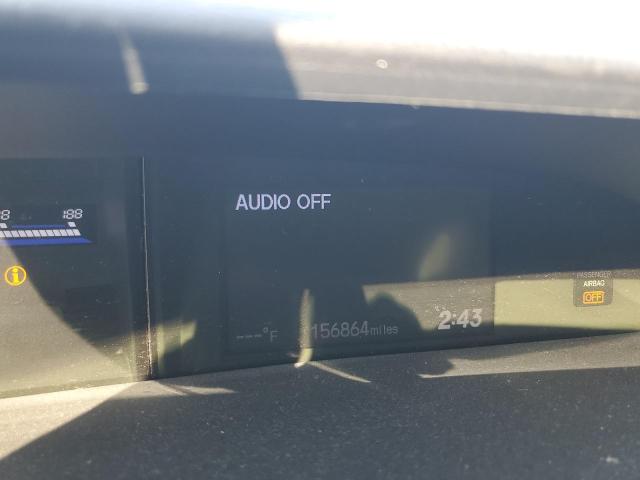 AUDIO OFF
PASSENGER
AIRBAG
OFF
---°F 156864miles 2:43